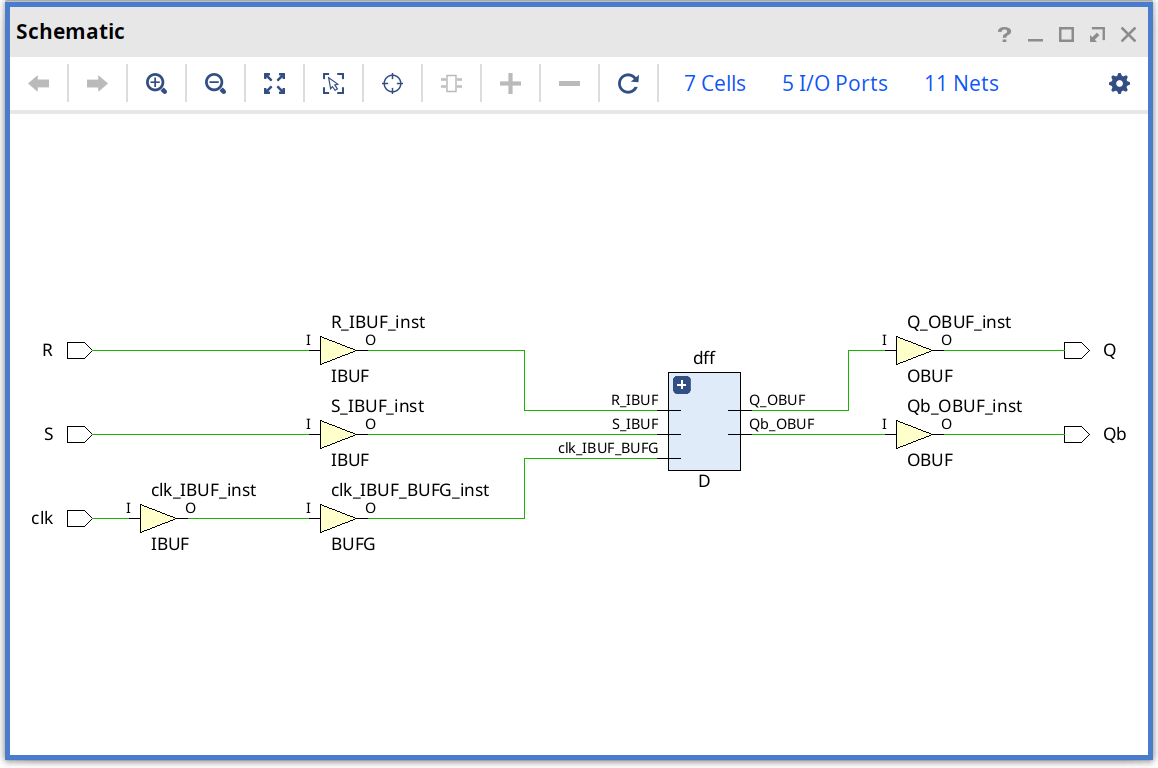 Schematic
?
7 Cells 5 I/O Ports 11 Nets
R_IBUF_inst
R
I
O
IBUF
S_IBUF_inst
S
I
O
IBUF
clk_IBUF_inst
clk
I
O
IBUF
clk_IBUF_BUFG_inst
I
O
BUFG
dff
R_IBUF
S_IBUF
clk_IBUF_BUFG
Q_OBUF
Qb_OBUF
D
Q_OBUF_inst
I
O
Q
OBUF
Qb_OBUF_inst
I
O
Qb
OBUF